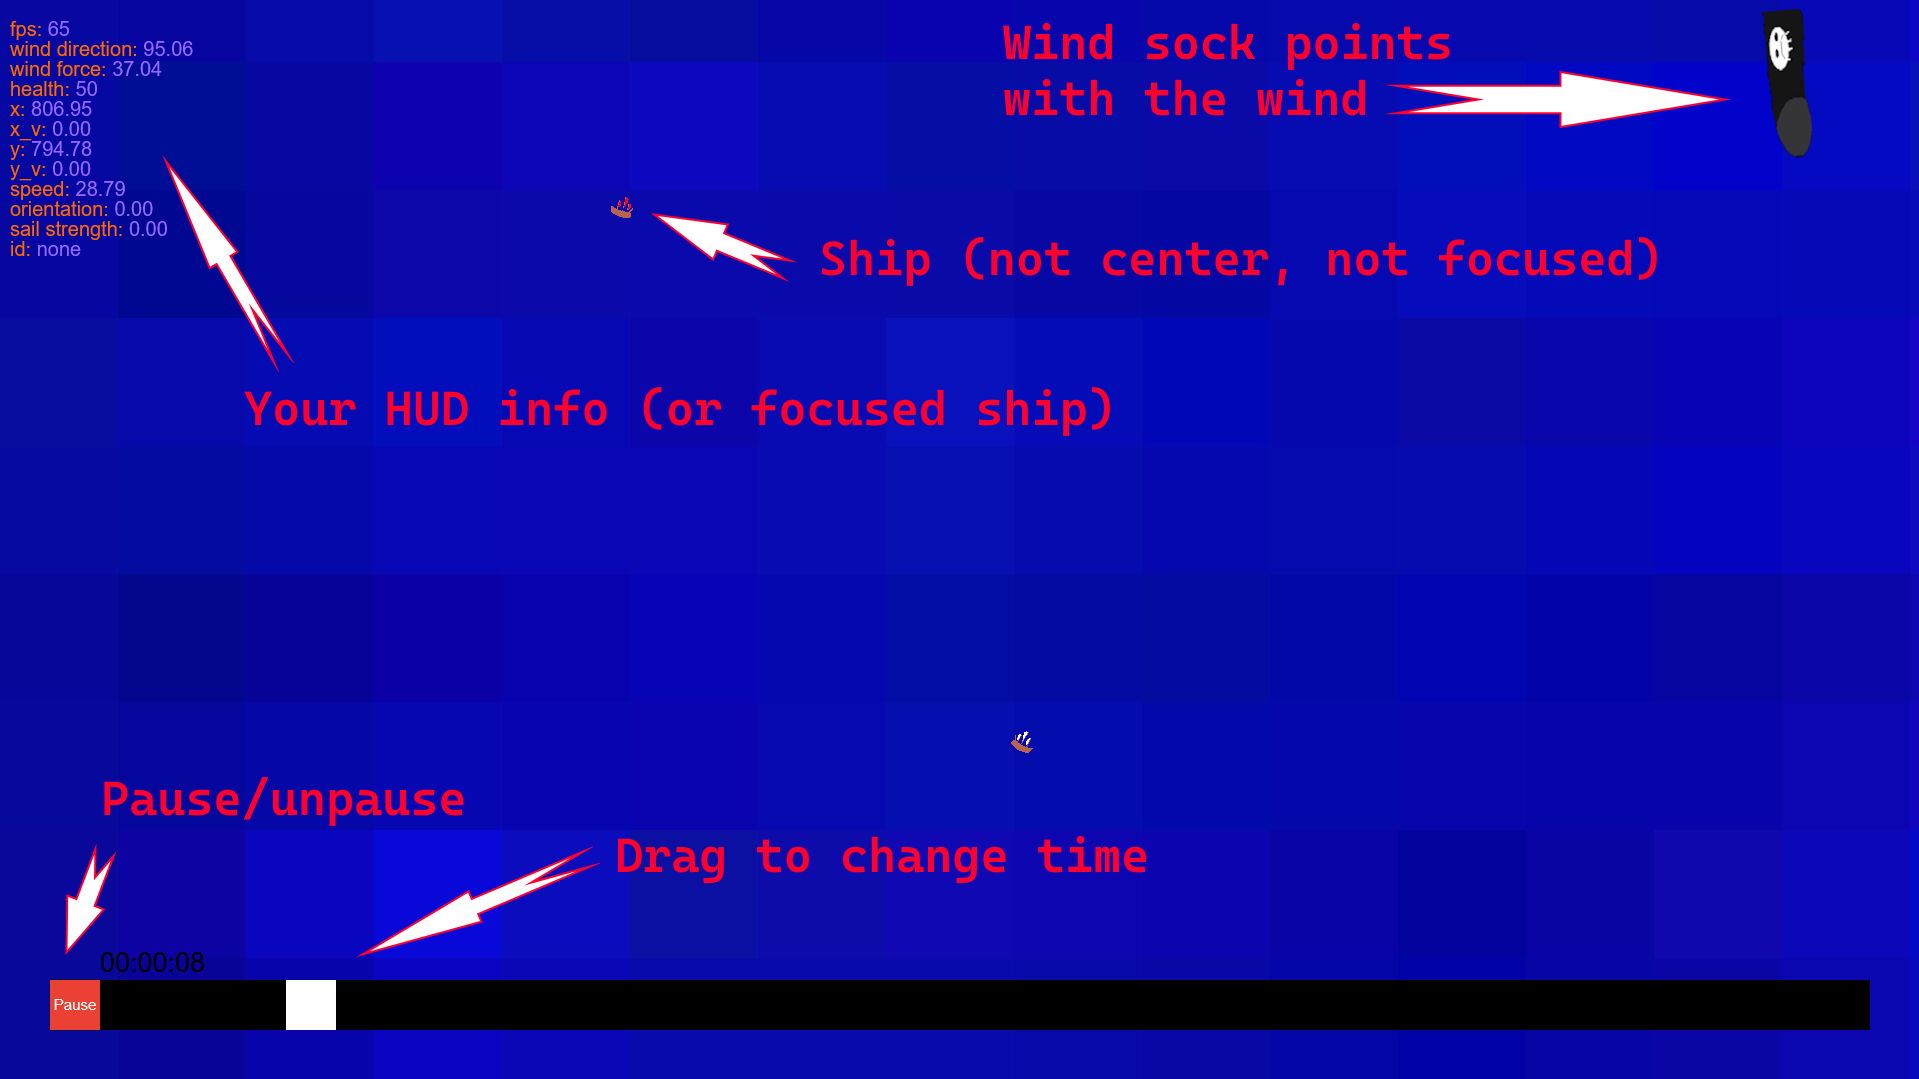 fps: 65
wind direction: 95.06
wind force: 37.04
health: 50
x: 806.95
x_v: 0.00
y: 794.78
y_v: 0.00
speed: 28.79
orientation: 0.00
sail strength: 0.00
id: none
Wind sock points
with the wind
Ship (not center, not focused)
Your HUD info (or focused ship)
Pause/unpause
Drag to change time
00:00:08
Pause